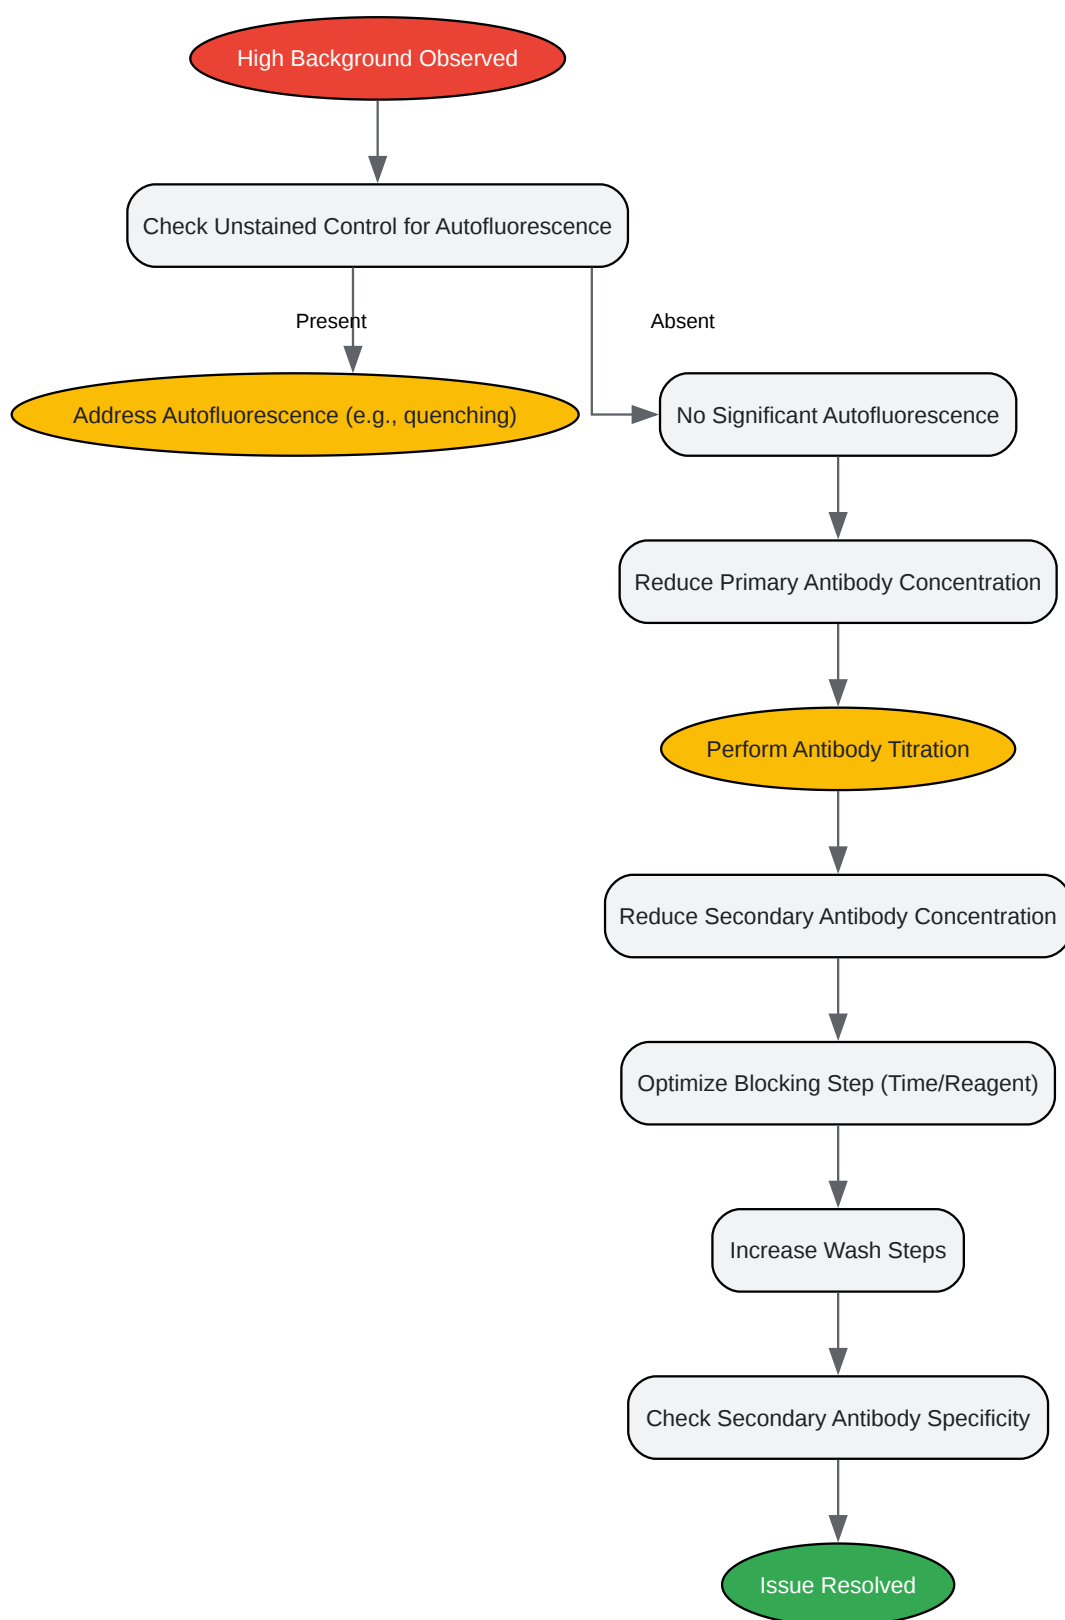 High Background Observed
Check Unstained Control for Autofluorescence
Present
Absent
Address Autofluorescence (e.g., quenching)
No Significant Autofluorescence
Reduce Primary Antibody Concentration
Perform Antibody Titration
Reduce Secondary Antibody Concentration
Optimize Blocking Step (Time/Reagent)
Increase Wash Steps
Check Secondary Antibody Specificity
Issue Resolved